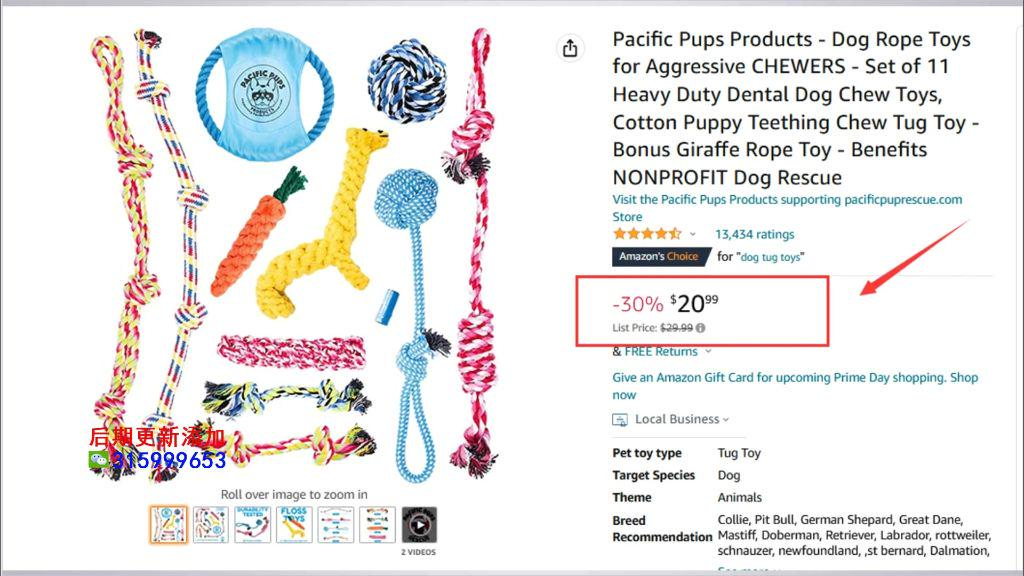 Pacific Pups Products - Dog Rope Toys
for Aggressive CHEWERS - Set of 11
Heavy Duty Dental Dog Chew Toys,
Cotton Puppy Teething Chew Tug Toy -
Bonus Giraffe Rope Toy - Benefits
NONPROFIT Dog Rescue
Visit the Pacific Pups Products supporting pacificpuprescue.com
Store
13,434 ratings
Amazon's Choice for "dog tug toys"
-30% $20⁹⁹
List Price: $29.99
& FREE Returns
Give an Amazon Gift Card for upcoming Prime Day shopping. Shop
now
Local Business
Pet toy type Tug Toy
Target Species Dog
Theme Animals
Breed Recommendation Collie, Pit Bull, German Shepard, Great Dane,
Mastiff, Doberman, Retriever, Labrador, rottweiler,
schnauzer, newfoundland, ,st bernard, Dalmation,
PACIFIC PUPS
PRODUCTS
后期更新添加
315999653
Roll over image to zoom in
DURABILITY
TESTED
FLOSS
TOYS
2 VIDEOS